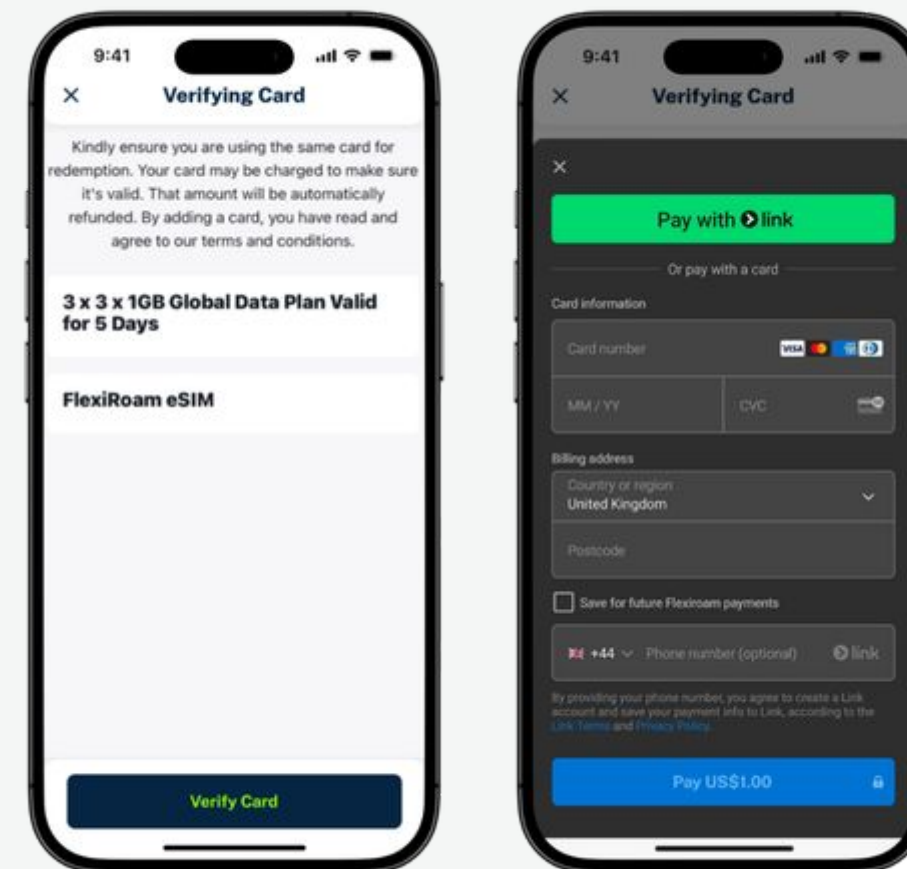 9:41
Verifying Card
Kindly ensure you are using the same card for
redemption. Your card may be charged to make sure
it's valid. That amount will be automatically
refunded. By adding a card, you have read and
agree to our terms and conditions.
3 x 3 x 1GB Global Data Plan Valid
for 5 Days
FlexiRoam eSIM
Verify Card
9:41
Verifying Card
Pay with link
Or pay with a card
Card information
Card number VISA
MM / YY CVC
Billing address
Country or region
United Kingdom
Postcode
Save for future Flexiroam payments
+44 Phone number (optional) link
By providing your phone number, you agree to create a Link
account and save your payment info to Link, according to the
Link Terms and Privacy Policy.
Pay US$1.00